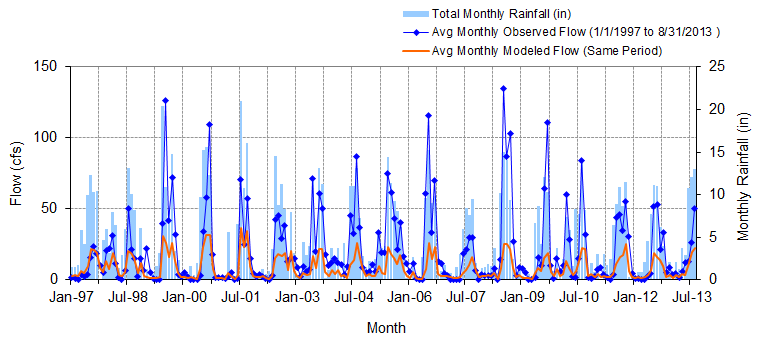 Total Monthly Rainfall (in)
Avg Monthly Observed Flow (1/1/1997 to 8/31/2013 )
Avg Monthly Modeled Flow (Same Period)
150 25
20
100
15
10
50
5
0 0
Flow (cfs)
Monthly Rainfall (in)
Jan-97 Jul-98 Jan-00 Jul-01 Jan-03 Jul-04 Jan-06 Jul-07 Jan-09 Jul-10 Jan-12 Jul-13
Month